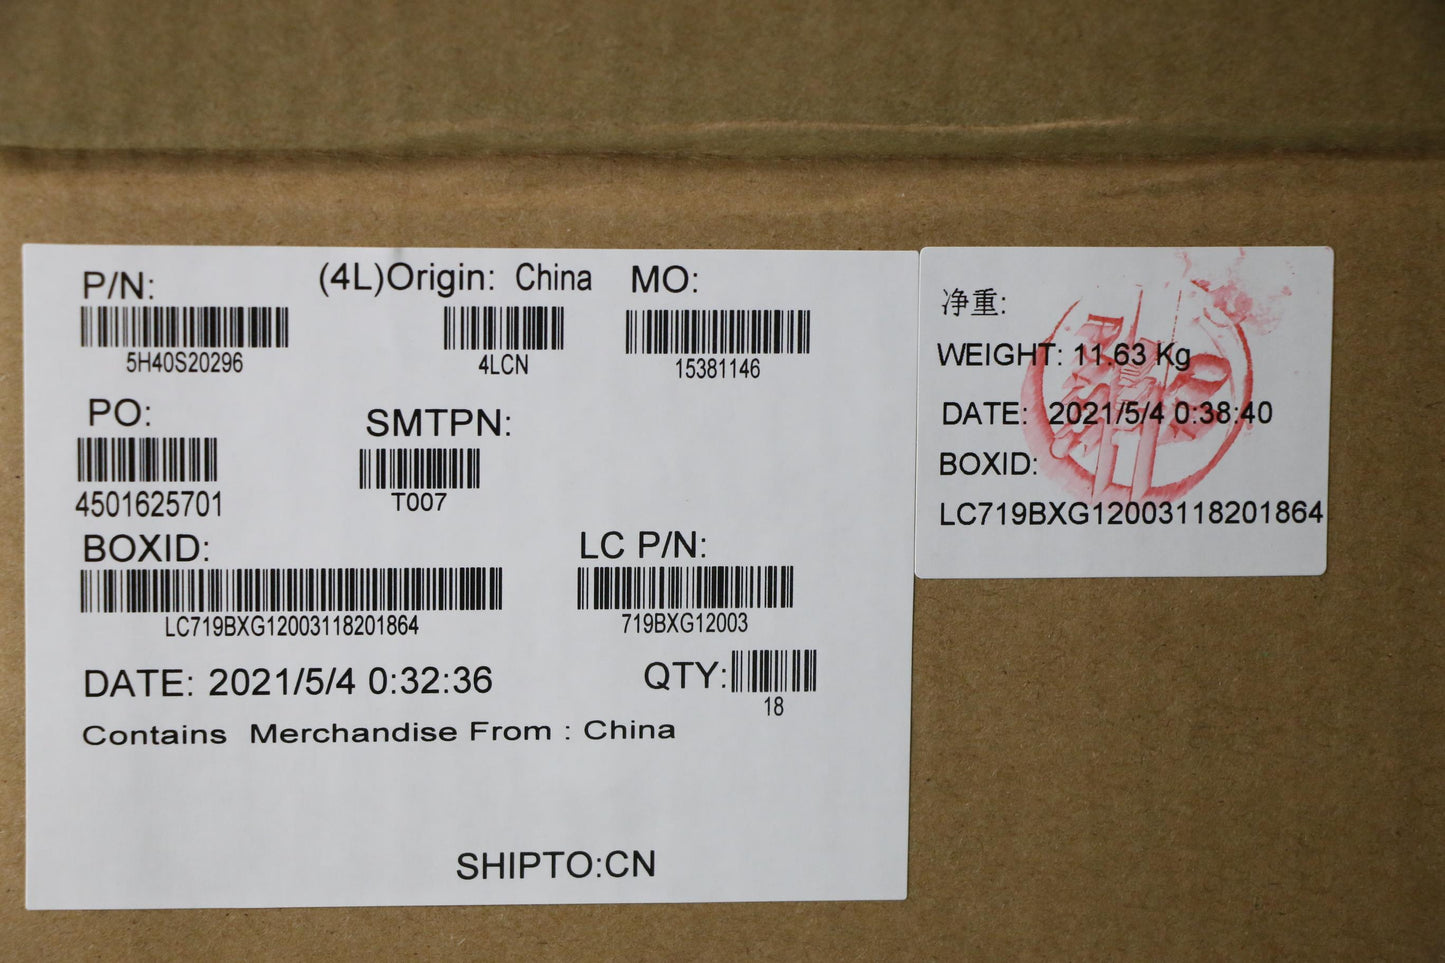 P/N:
5H40S20296
(4L)Origin: China
4LCN
MO:
15381146
PO:
4501625701
SMTPN:
T007
BOXID:
LC719BXG12003118201864
LC P/N:
719BXG12003
DATE: 2021/5/4 0:32:36
QTY:
18
Contains Merchandise From : China
SHIPTO:CN
净重:
WEIGHT: 11.63 Kg
DATE: 2021/5/4 0:38:40
BOXID:
LC719BXG12003118201864